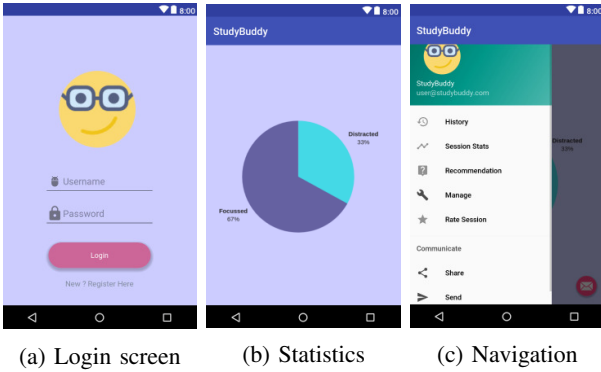 8:00
Username
Password
Login
New ? Register Here
(a) Login screen
8:00
StudyBuddy
Distracted
33%
Focussed
67%
(b) Statistics
8:00
StudyBuddy
StudyBuddy
user@studybuddy.com
History
Session Stats
Recommendation
Manage
Rate Session
Communicate
Share
Send
Distracted
33%
(c) Navigation